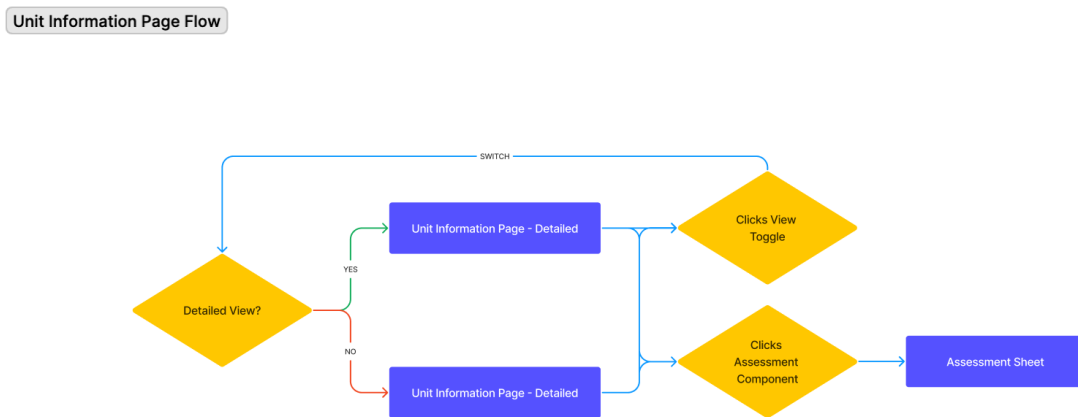 Unit Information Page Flow
SWITCH
Clicks View
Toggle
Unit Information Page - Detailed
YES
Detailed View?
NO
Clicks
Assessment
Component
Assessment Sheet
Unit Information Page - Detailed